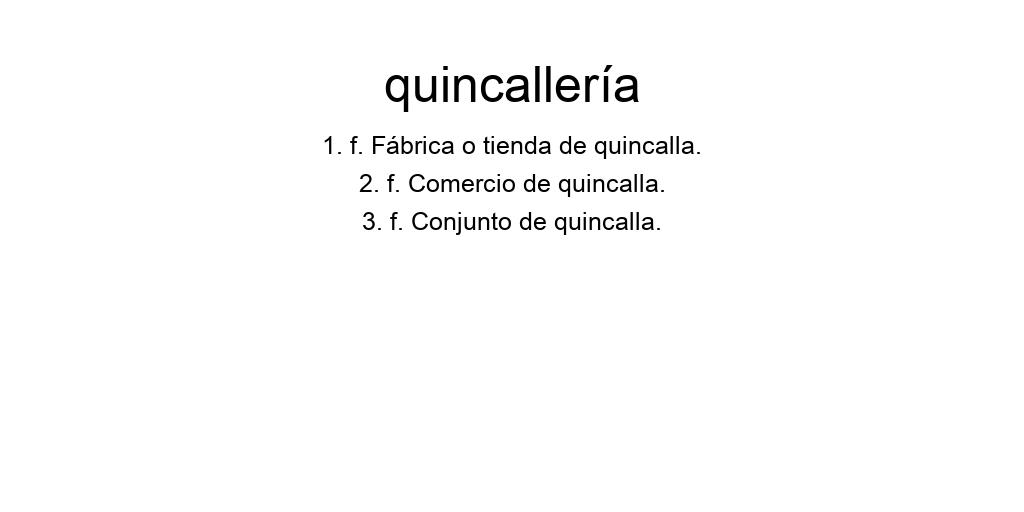 quincallería
1. f. Fábrica o tienda de quincalla.
2. f. Comercio de quincalla.
3. f. Conjunto de quincalla.